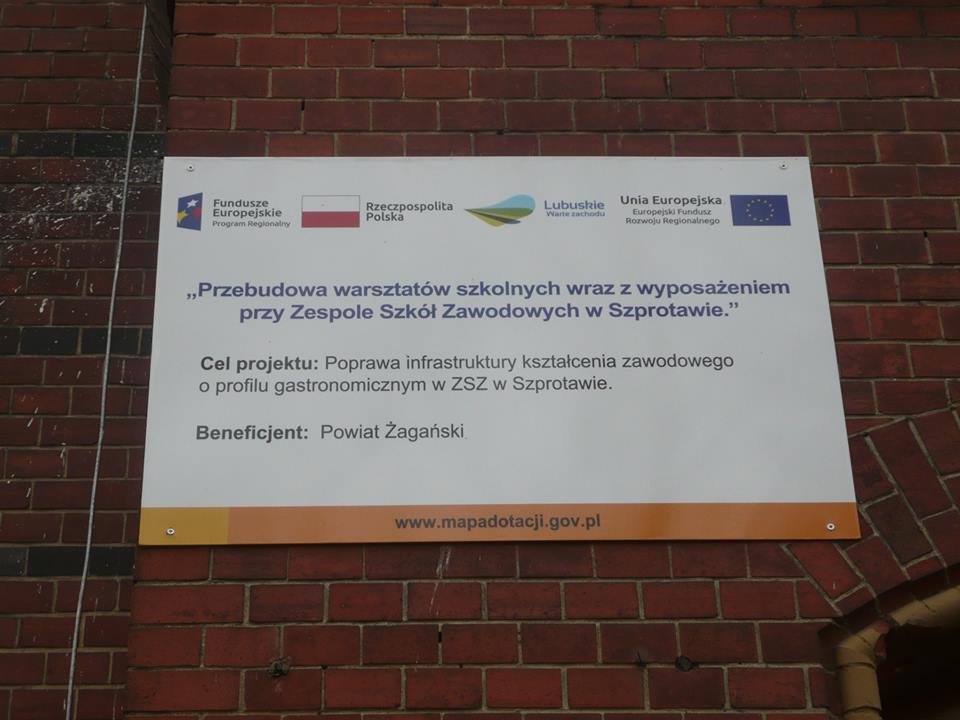 Fundusze
Europejskie
Program Regionalny
Rzeczpospolita
Polska
Lubuskie
Warte zachodu
Unia Europejska
Europejski Fundusz
Rozwoju Regionalnego
„Przebudowa warsztatów szkolnych wraz z wyposażeniem
przy Zespole Szkół Zawodowych w Szprotawie.”
Cel projektu: Poprawa infrastruktury kształcenia zawodowego
o profilu gastronomicznym w ZSZ w Szprotawie.
Beneficjent: Powiat Żagański
www.mapadotacji.gov.pl